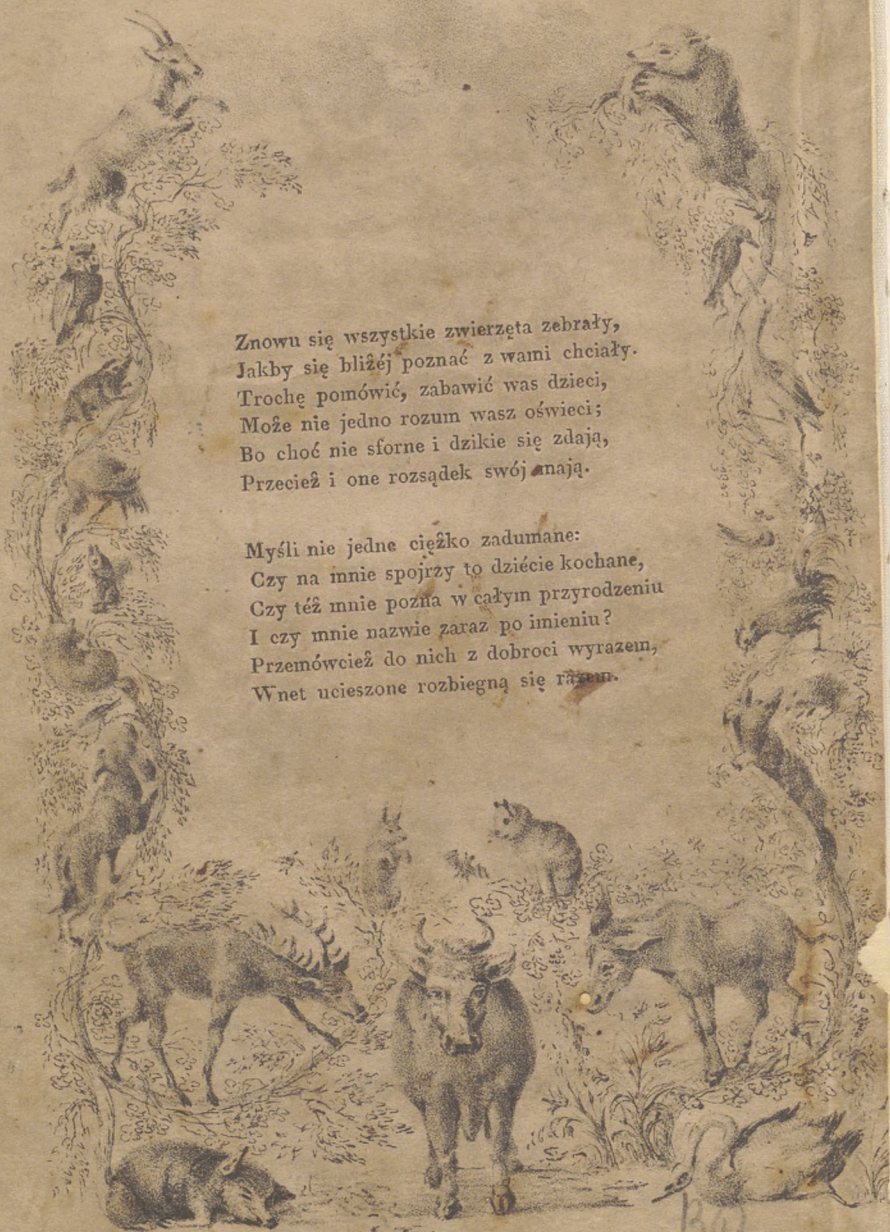 Znowu się wszystkie zwierzęta zebrały,
Jakby się bliżéj poznać z wami chciały.
Trochę pomówić, zabawić was dzieci,
Może nie jedno rozum wasz oświeci;
Bo choć nie sforne i dzikie się zdają,
Przecież i one rozsądek swój znają.
Myśli nie jedne ciężko zadumane:
Czy na mnie spojrzy to dziécie kochane,
Czy téż mnie pozna w całym przyrodzeniu
I czy mnie nazwie zaraz po imieniu?
Przemówcież do nich z dobroci wyrazem,
Wnet ucieszone rozbiegną się razem.